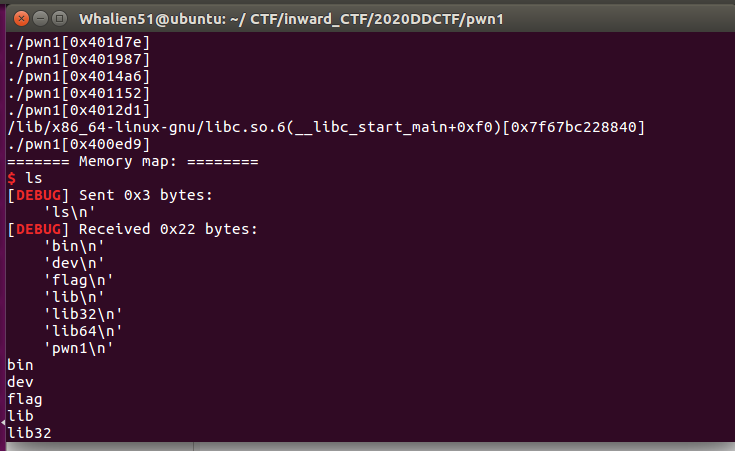 Whalien51@ubuntu: ~/ CTF/inward_CTF/2020DDCTF/pwn1
./pwn1[0x401d7e]
./pwn1[0x401987]
./pwn1[0x4014a6]
./pwn1[0x401152]
./pwn1[0x4012d1]
/lib/x86_64-linux-gnu/libc.so.6(__libc_start_main+0xf0)[0x7f67bc228840]
./pwn1[0x400ed9]
======= Memory map: ========
$ ls
[DEBUG] Sent 0x3 bytes:
    'ls\n'
[DEBUG] Received 0x22 bytes:
    'bin\n'
    'dev\n'
    'flag\n'
    'lib\n'
    'lib32\n'
    'lib64\n'
    'pwn1\n'
bin
dev
flag
lib
lib32